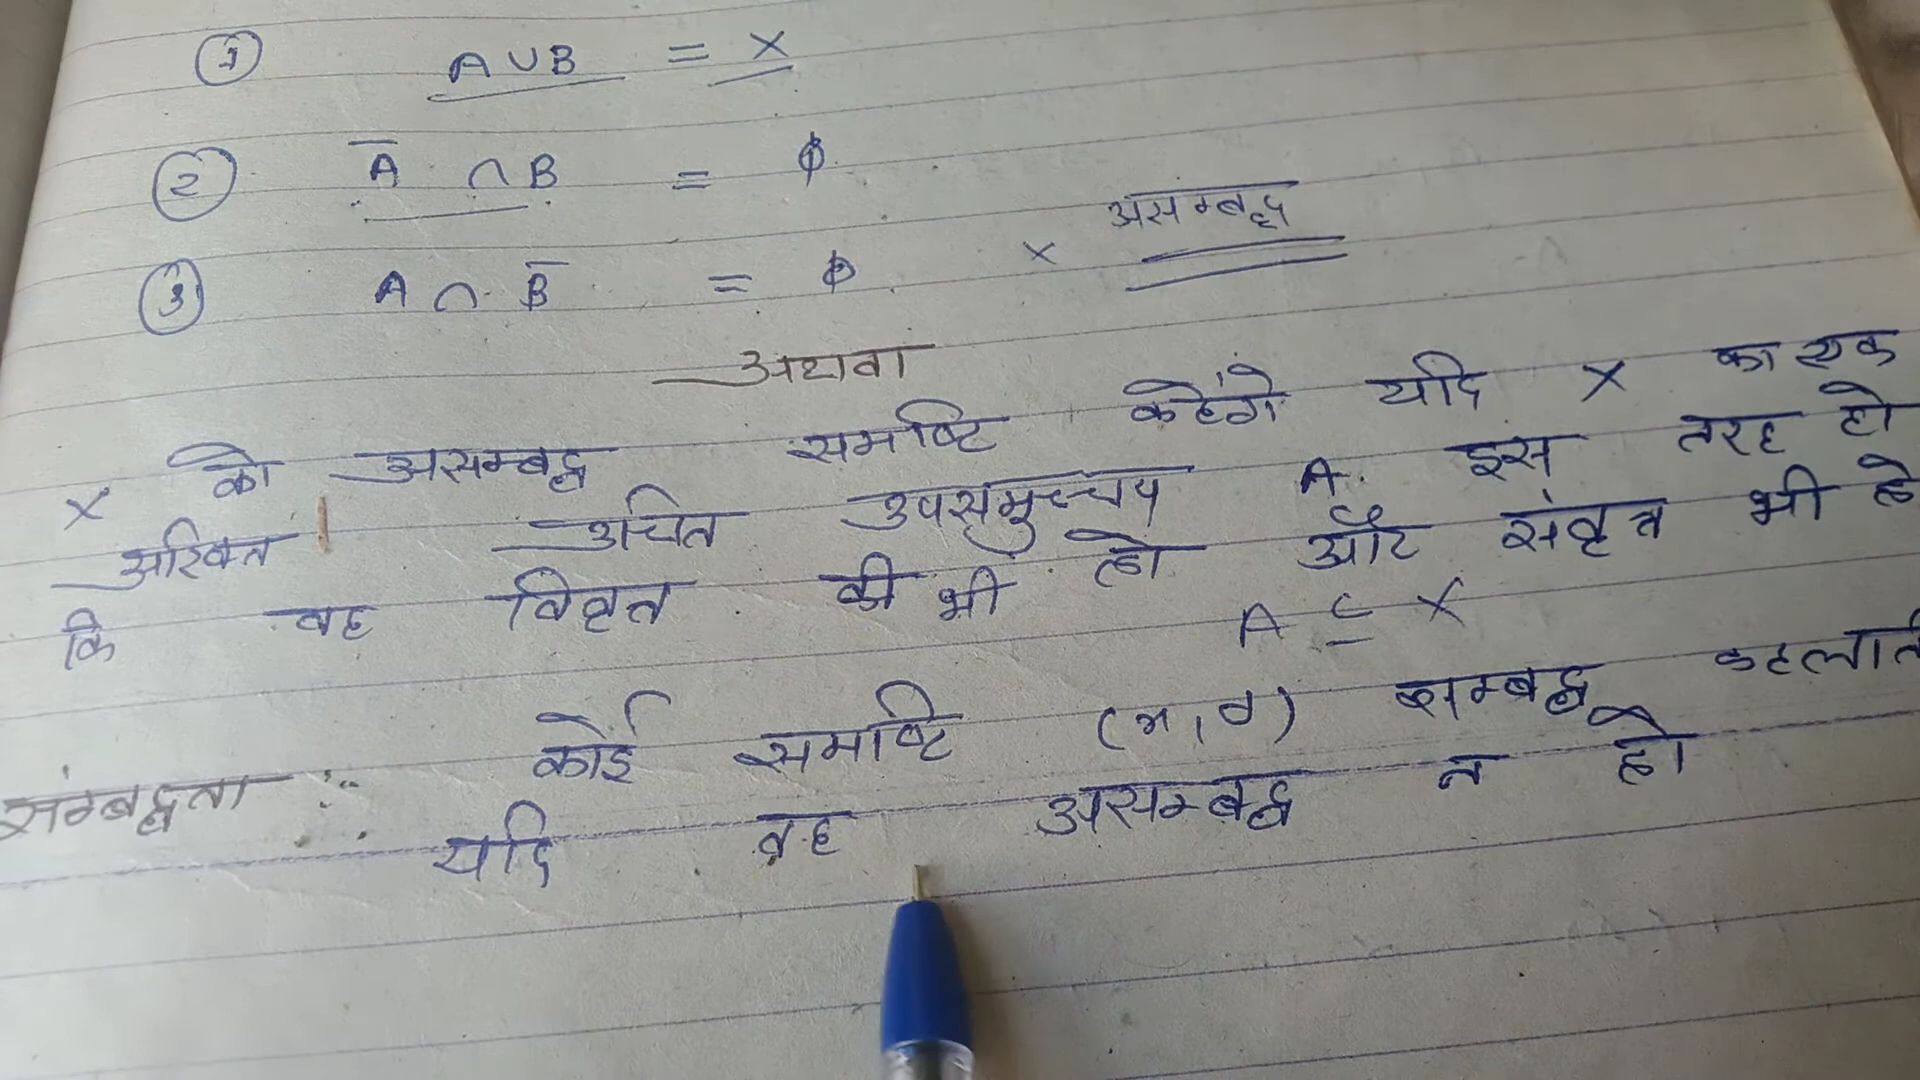 ① A∪B = X
② A̅ ∩ B = ϕ
③ A ∩ B̅ = ϕ X असम्बद्ध
अथवा
X को असम्बद्ध समष्टि कहेंगे यदि X का एक
अरिक्त उचित उपसमुच्चय A इस तरह हो
कि वह विवृत भी हो और संवृत भी हो
A ⊆ X
सम्बद्धता :- कोई समष्टि ( , d) सम्बद्ध कहलाती
यदि वह असम्बद्ध न हो